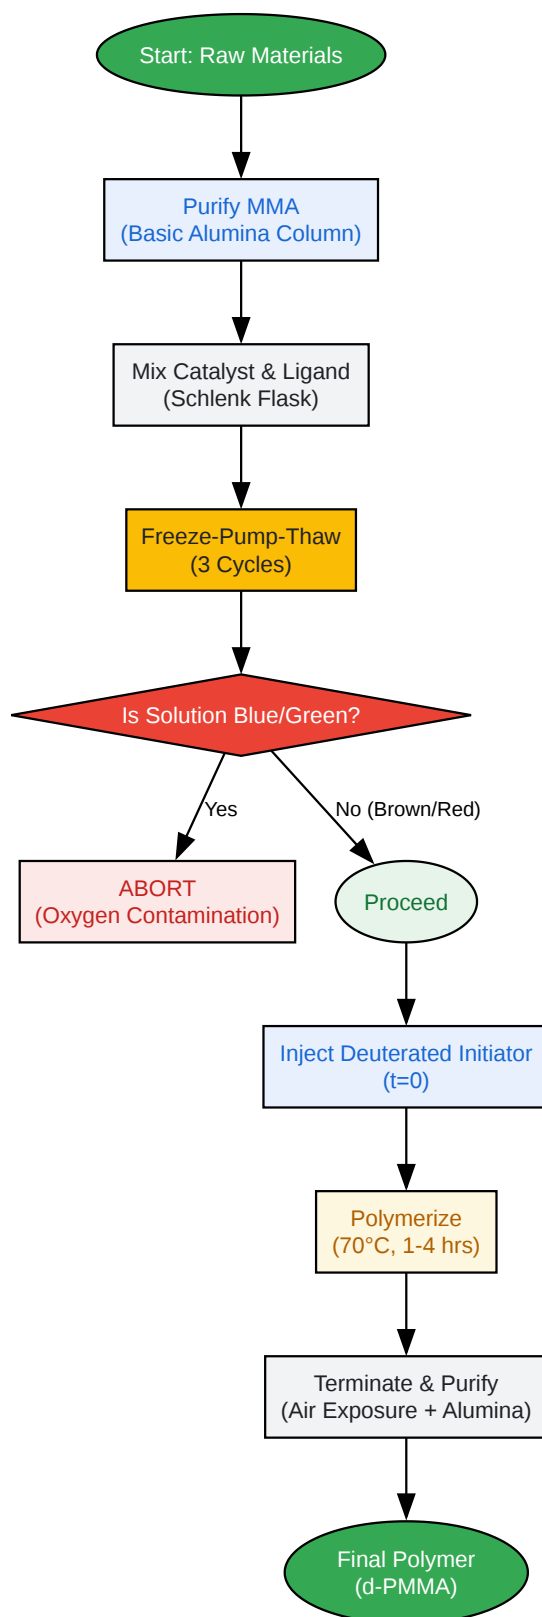 Start: Raw Materials
Purify MMA
(Basic Alumina Column)
Mix Catalyst & Ligand
(Schlenk Flask)
Freeze-Pump-Thaw
(3 Cycles)
Is Solution Blue/Green?
Yes
No (Brown/Red)
ABORT
(Oxygen Contamination)
Proceed
Inject Deuterated Initiator
(t=0)
Polymerize
(70°C, 1-4 hrs)
Terminate & Purify
(Air Exposure + Alumina)
Final Polymer
(d-PMMA)